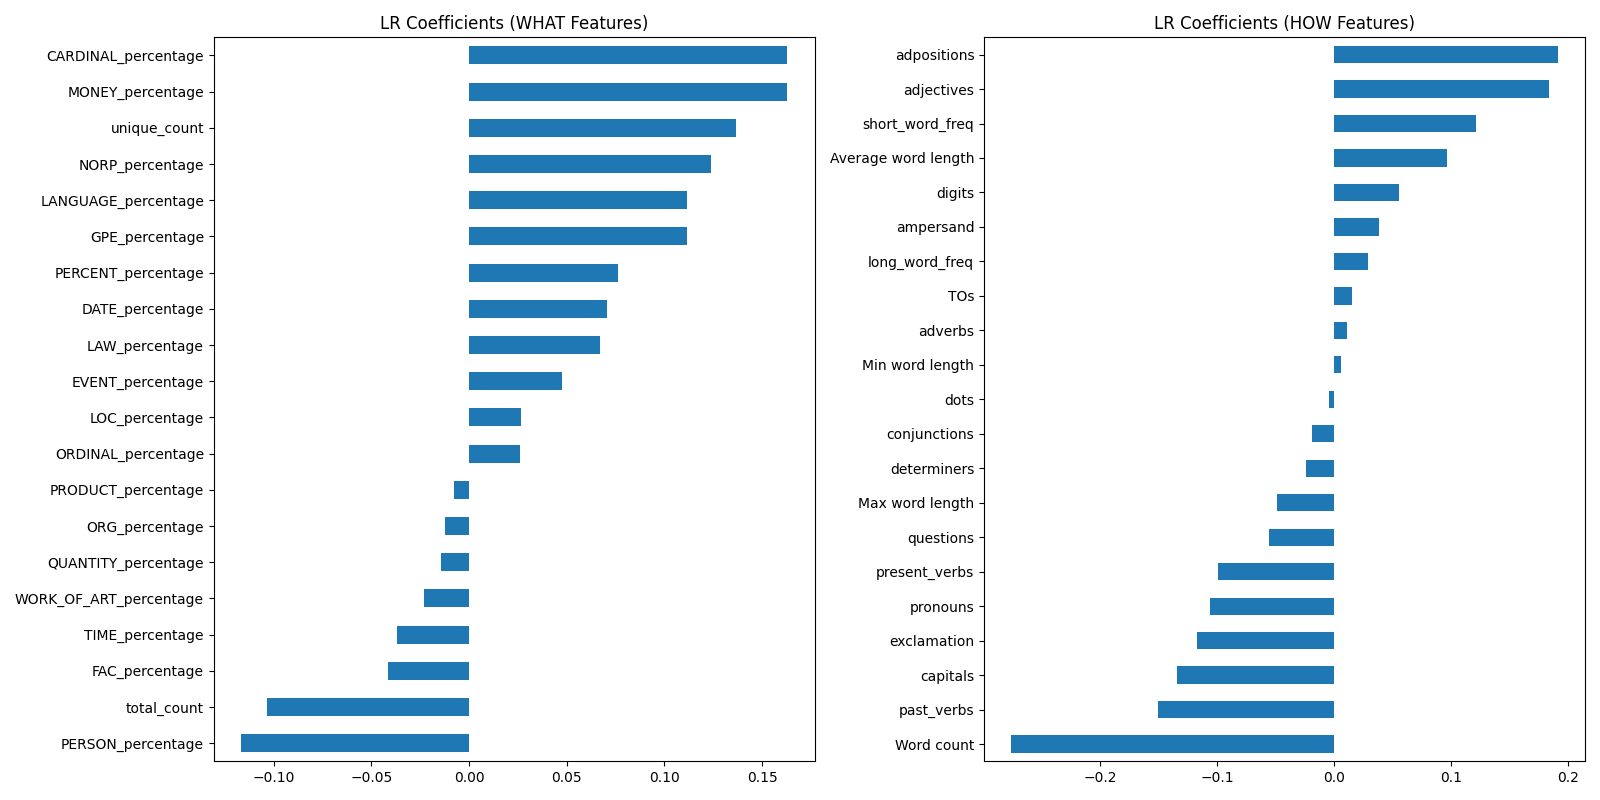 LR Coefficients (WHAT Features)
CARDINAL_percentage
MONEY_percentage
unique_count
NORP_percentage
LANGUAGE_percentage
GPE_percentage
PERCENT_percentage
DATE_percentage
LAW_percentage
EVENT_percentage
LOC_percentage
ORDINAL_percentage
PRODUCT_percentage
ORG_percentage
QUANTITY_percentage
WORK_OF_ART_percentage
TIME_percentage
FAC_percentage
total_count
PERSON_percentage
−0.10 −0.05 0.00 0.05 0.10 0.15
LR Coefficients (HOW Features)
adpositions
adjectives
short_word_freq
Average word length
digits
ampersand
long_word_freq
TOs
adverbs
Min word length
dots
conjunctions
determiners
Max word length
questions
present_verbs
pronouns
exclamation
capitals
past_verbs
Word count
−0.2 −0.1 0.0 0.1 0.2